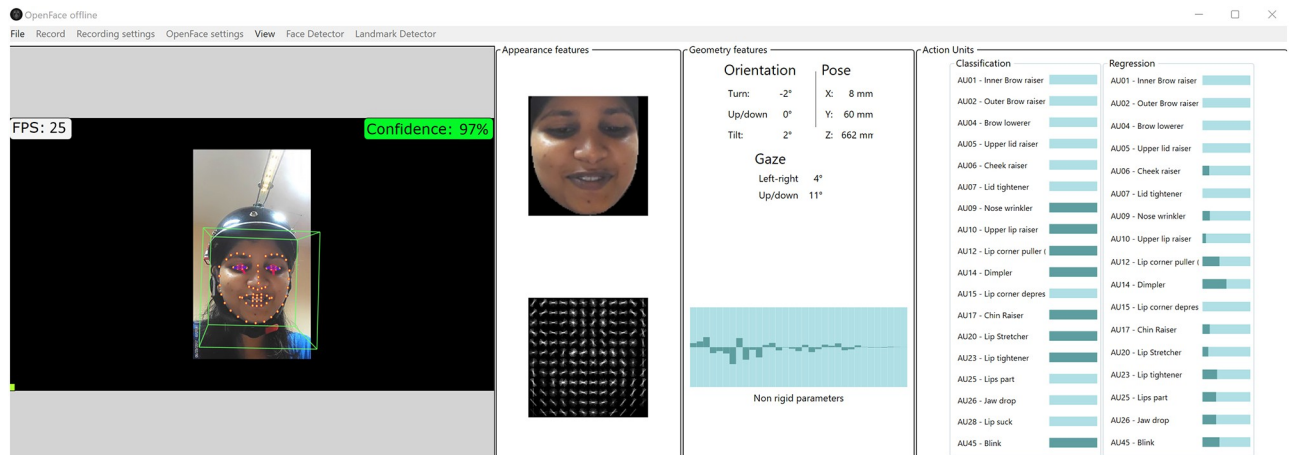 OpenFace offline
File Record Recording settings OpenFace settings View Face Detector Landmark Detector
FPS: 25
Confidence: 97%
Appearance features
Geometry features
Orientation
Turn: -2°
Up/down 0°
Tilt: 2°
Pose
X: 8 mm
Y: 60 mm
Z: 662 mm
Gaze
Left-right 4°
Up/down 11°
Non rigid parameters
Action Units
Classification
AU01 - Inner Brow raiser
AU02 - Outer Brow raiser
AU04 - Brow lowerer
AU05 - Upper lid raiser
AU06 - Cheek raiser
AU07 - Lid tightener
AU09 - Nose wrinkler
AU10 - Upper lip raiser
AU12 - Lip corner puller (
AU14 - Dimpler
AU15 - Lip corner depres
AU17 - Chin Raiser
AU20 - Lip Stretcher
AU23 - Lip tightener
AU25 - Lips part
AU26 - Jaw drop
AU28 - Lip suck
AU45 - Blink
Regression
AU01 - Inner Brow raiser
AU02 - Outer Brow raiser
AU04 - Brow lowerer
AU05 - Upper lid raiser
AU06 - Cheek raiser
AU07 - Lid tightener
AU09 - Nose wrinkler
AU10 - Upper lip raiser
AU12 - Lip corner puller (
AU14 - Dimpler
AU15 - Lip corner depres
AU17 - Chin Raiser
AU20 - Lip Stretcher
AU23 - Lip tightener
AU25 - Lips part
AU26 - Jaw drop
AU45 - Blink